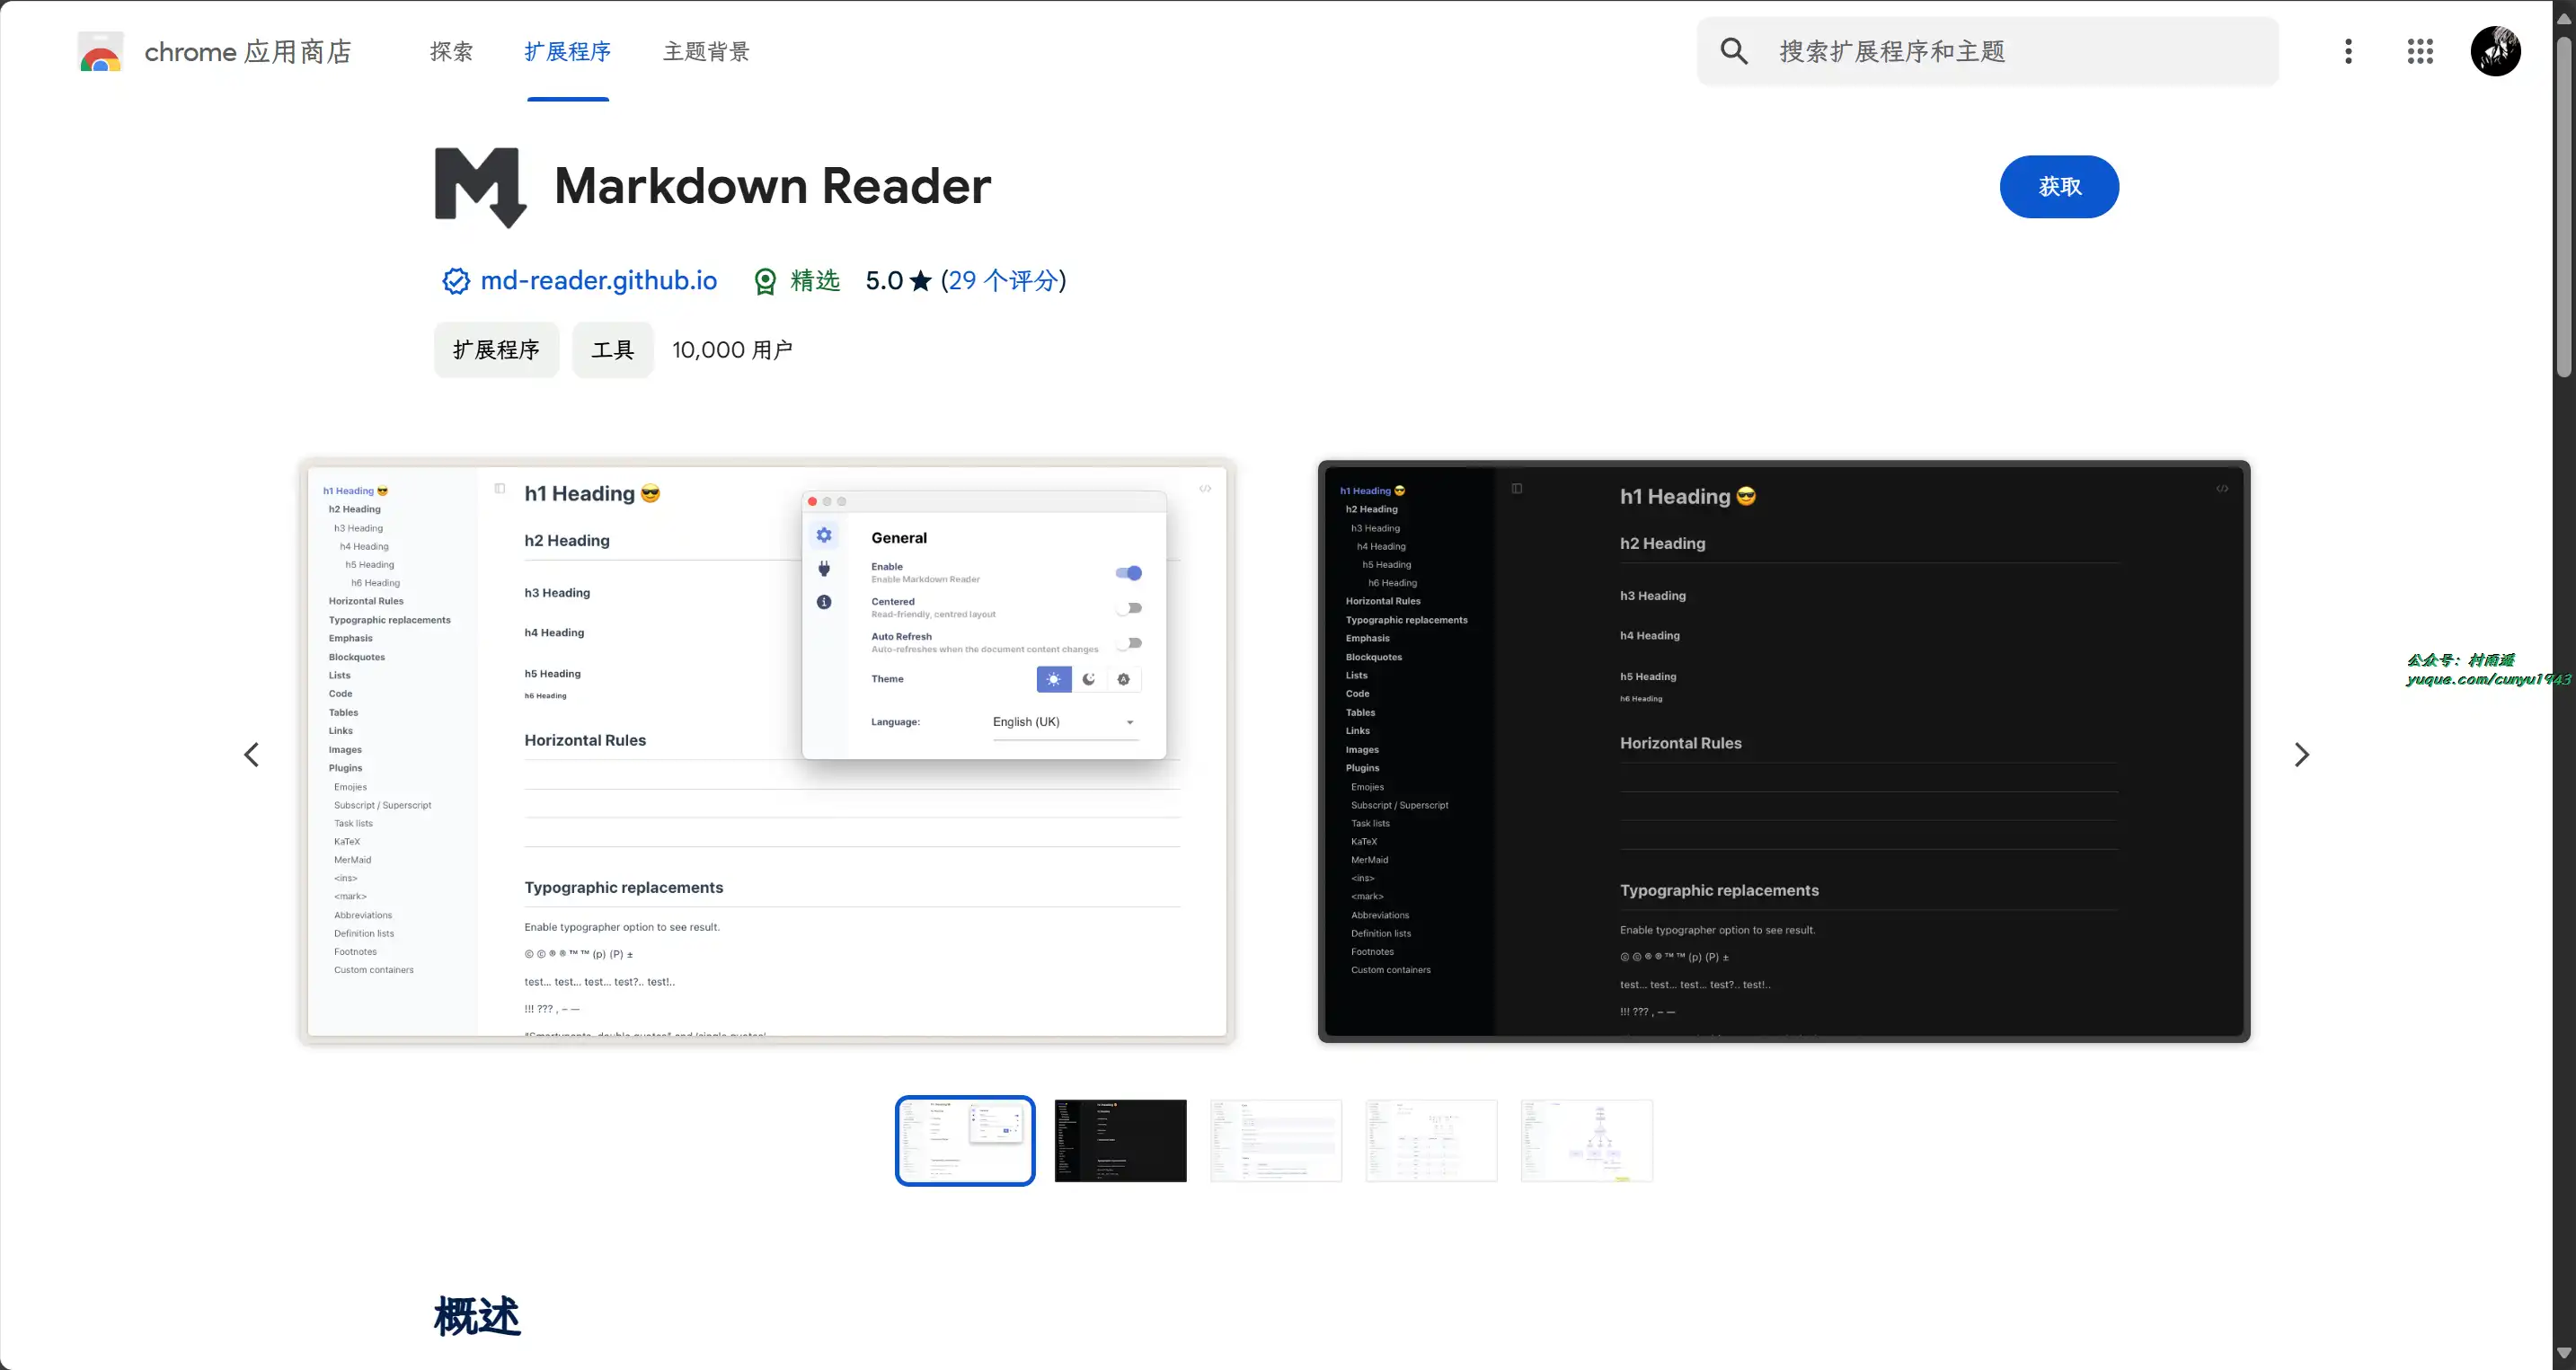 chrome 应用商店
探索
扩展程序
主题背景
搜索扩展程序和主题
Markdown Reader
获取
md-reader.github.io
精选
5.0★ (29 个评分)
扩展程序
工具
10,000 用户
h1 Heading 😎
h2 Heading
h3 Heading
h4 Heading
h5 Heading
h6 Heading
Horizontal Rules
Typographic replacements
Emphasis
Blockquotes
Lists
Code
Tables
Links
Images
Plugins
Emojies
Subscript / Superscript
Task lists
KaTeX
MerMaid
<ins>
<mark>
Abbreviations
Definition lists
Footnotes
Custom containers
h1 Heading 😎
h2 Heading
h3 Heading
h4 Heading
h5 Heading
h6 Heading
Horizontal Rules
Typographic replacements
Enable typographer option to see result.
© © ® ® ™ ™ (p) (P) ±
test… test… test… test?.. test!..
!!! ??? , – —
"Smartypants, double quotes" and 'single quotes'
General
Enable
Enable Markdown Reader
Centered
Read-friendly, centred layout
Auto Refresh
Auto-refreshes when the document content changes
Theme
Language:
English (UK)
h1 Heading 😎
h2 Heading
h3 Heading
h4 Heading
h5 Heading
h6 Heading
Horizontal Rules
Typographic replacements
Emphasis
Blockquotes
Lists
Code
Tables
Links
Images
Plugins
Emojies
Subscript / Superscript
Task lists
KaTeX
MerMaid
<ins>
<mark>
Abbreviations
Definition lists
Footnotes
Custom containers
h1 Heading 😎
h2 Heading
h3 Heading
h4 Heading
h5 Heading
h6 Heading
Horizontal Rules
Typographic replacements
Enable typographer option to see result.
© © ® ® ™ ™ (p) (P) ±
test… test… test… test?.. test!..
!!! ??? , – —
公众号：村雨遥
yuque.com/cunyu1943
概述